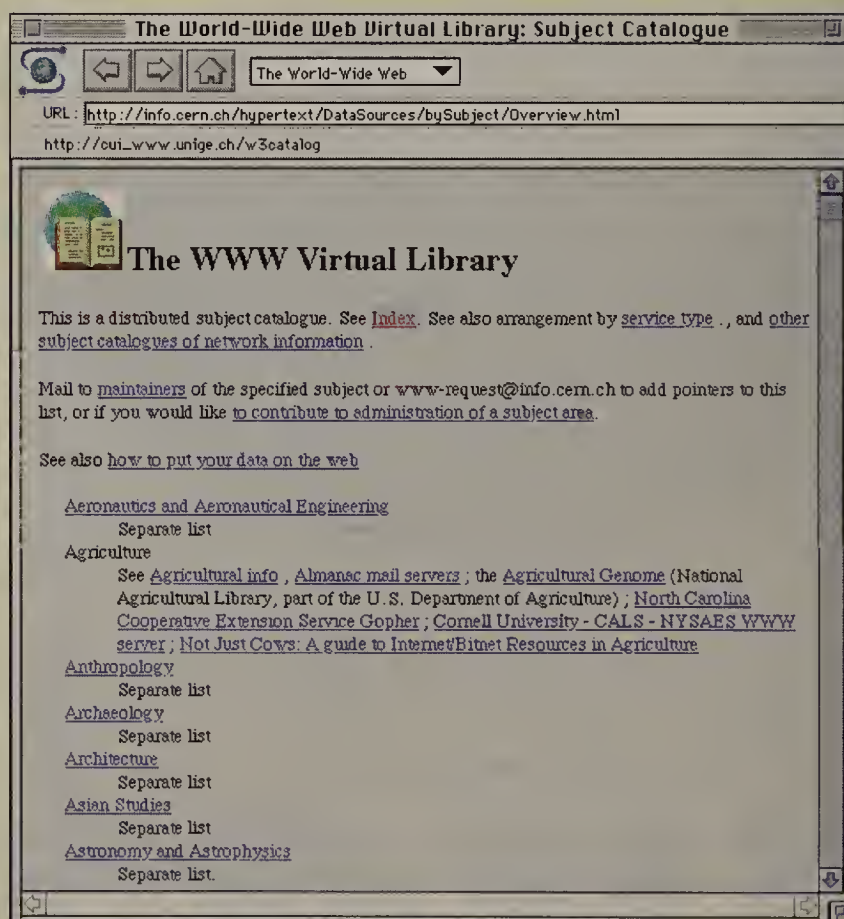 The World-Wide Web Virtual Library: Subject Catalogue
The World-Wide Web
URL : http://info.cern.ch/hypertext/DataSources/bySubject/Overview.html
http://cui_www.unige.ch/w3catalog
The WWW Virtual Library
This is a distributed subject catalogue. See Index. See also arrangement by service type ., and other
subject catalogues of network information .
Mail to maintainers of the specified subject or www-request@info.cern.ch to add pointers to this
list, or if you would like to contribute to administration of a subject area.
See also how to put your data on the web
Aeronautics and Aeronautical Engineering
Separate list
Agriculture
See Agricultural info , Almanac mail servers ; the Agricultural Genome (National
Agricultural Library, part of the U.S. Department of Agriculture) ; North Carolina
Cooperative Extension Service Gopher ; Cornell University - CALS - NYSAES WWW
server ; Not Just Cows: A guide to Internet/Bitnet Resources in Agriculture
Anthropology
Separate list
Archaeology
Separate list
Architecture
Separate list
Asian Studies
Separate list
Astronomy and Astrophysics
Separate list.